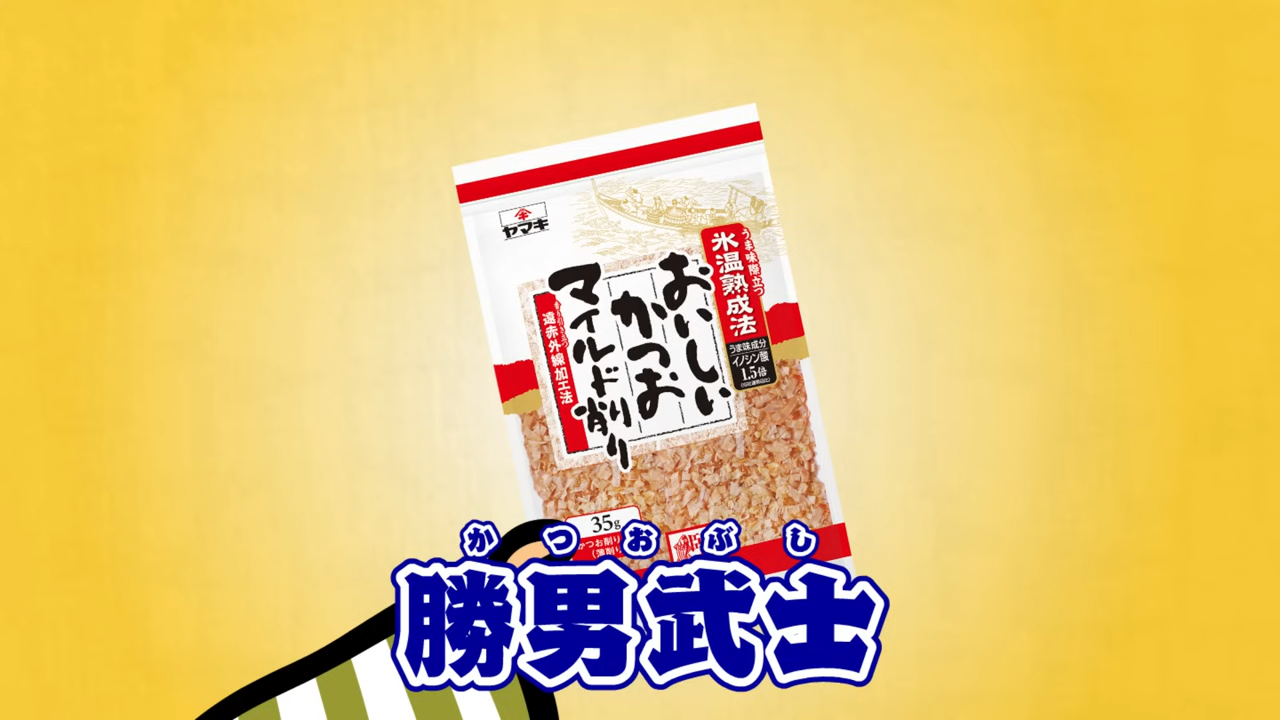 ヤマキ
うま味際立つ
氷温熟成法
うま味成分
イノシン酸
1.5倍
おいしい
かつお
マイルド削り
遠赤外線加工法
35g
かつお削り
(薄削り
かつおぶし
勝男武士